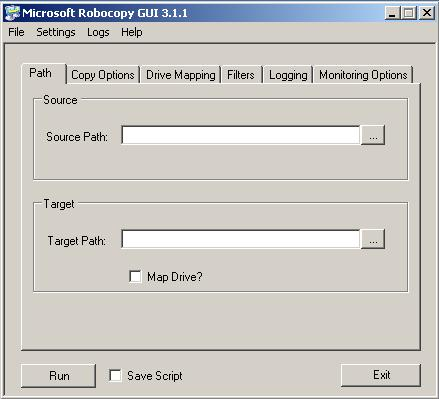 Microsoft Robocopy GUI 3.1.1
File Settings Logs Help
Path Copy Options Drive Mapping Filters Logging Monitoring Options
Source
Source Path: ...
Target
Target Path: ...
Map Drive?
Run Save Script Exit